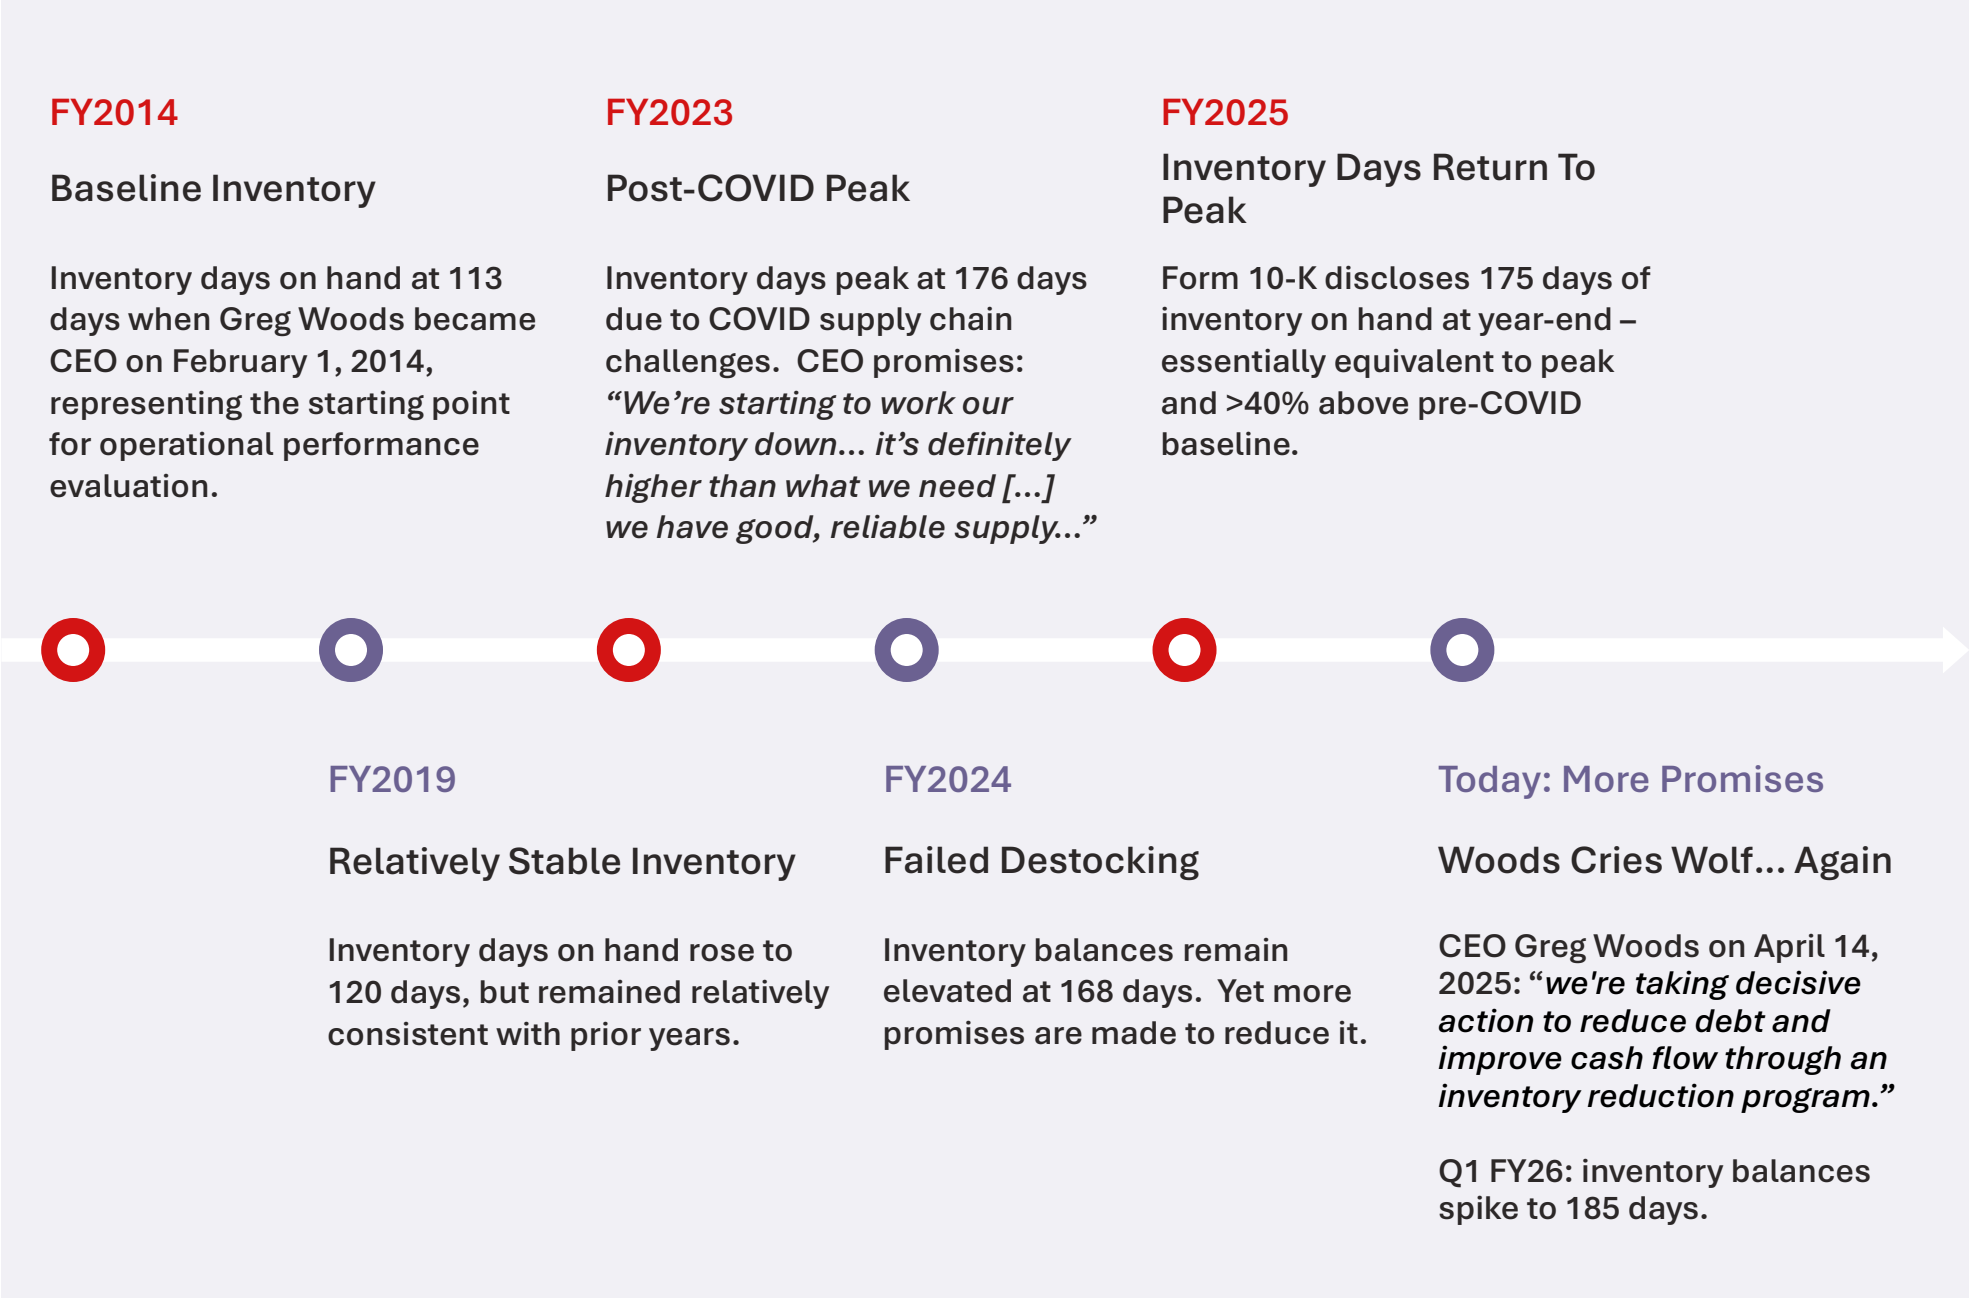 FY2014
Baseline Inventory
Inventory days on hand at 113
days when Greg Woods became
CEO on February 1, 2014,
representing the starting point
for operational performance
evaluation.
FY2023
Post-COVID Peak
Inventory days peak at 176 days
due to COVID supply chain
challenges.  CEO promises:
“We’re starting to work our
inventory down... it’s definitely
higher than what we need [...]
we have good, reliable supply...”
FY2025
Inventory Days Return To
Peak
Form 10-K discloses 175 days of
inventory on hand at year-end –
essentially equivalent to peak
and >40% above pre-COVID
baseline.
FY2019
Relatively Stable Inventory
Inventory days on hand rose to
120 days, but remained relatively
consistent with prior years.
FY2024
Failed Destocking
Inventory balances remain
elevated at 168 days.  Yet more
promises are made to reduce it.
Today: More Promises
Woods Cries Wolf... Again
CEO Greg Woods on April 14,
2025: “we're taking decisive
action to reduce debt and
improve cash flow through an
inventory reduction program.”
Q1 FY26: inventory balances
spike to 185 days.